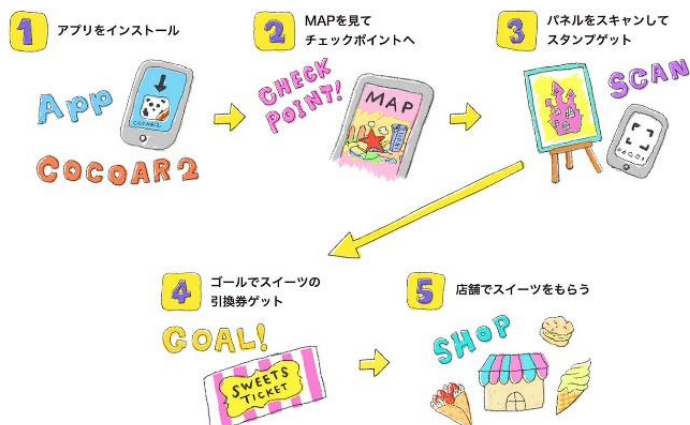 1
アプリをインストール
App
COCOAR2
2
MAPを見て
チェックポイントへ
CHECK
POINT!
MAP
3
パネルをスキャンして
スタンプゲット
SCAN
4
ゴールでスイーツの
引換券ゲット
GOAL!
SWEETS
TICKET
5
店舗でスイーツをもらう
SHOP